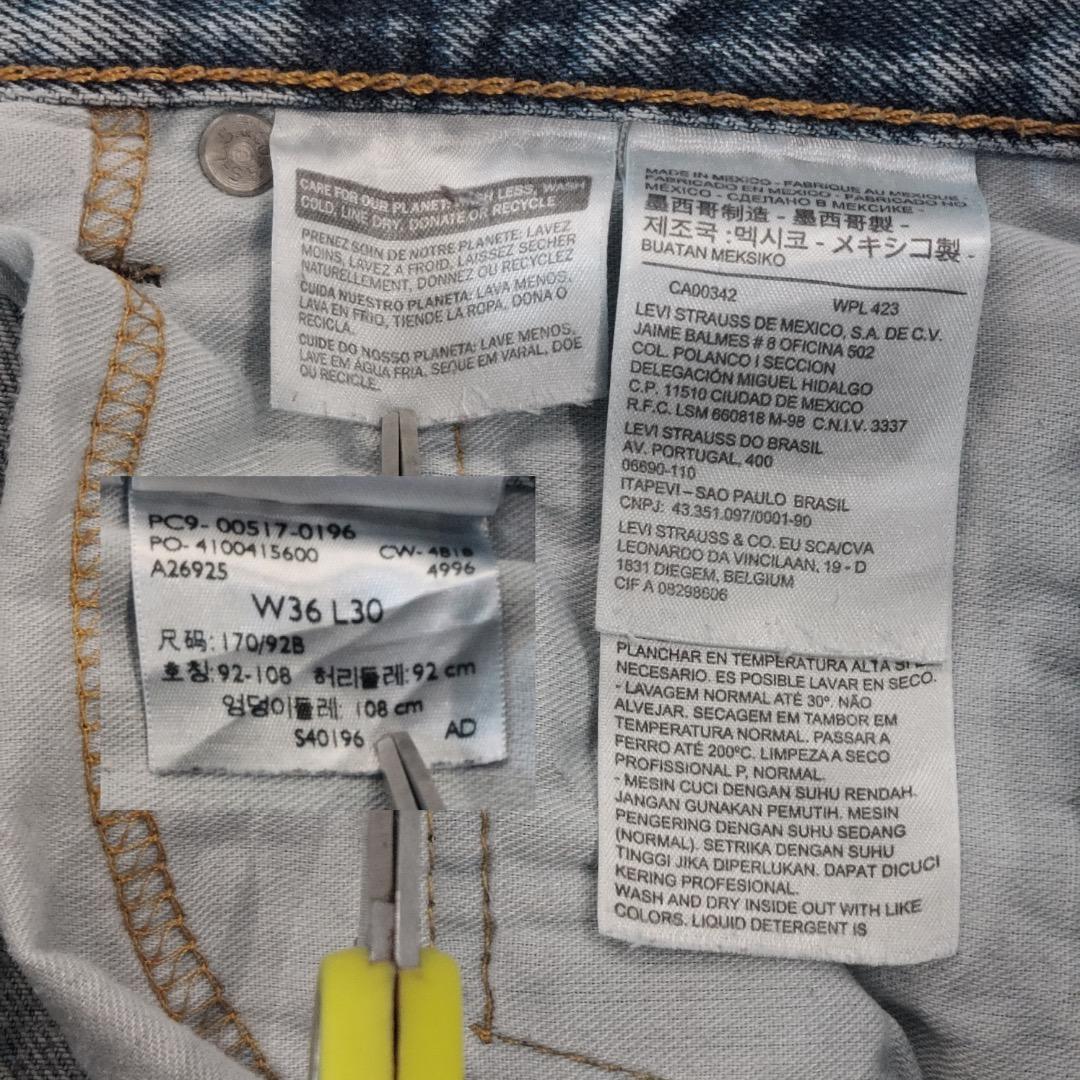 CARE FOR OUR PLANET: WASH LESS, WASH
COLD, LINE DRY, DONATE OR RECYCLE
PRENEZ SOIN DE NOTRE PLANETE: LAVEZ
MOINS, LAVEZ A FROID, LAISSEZ SECHER
NATURELLEMENT, DONNEZ OU RECYCLEZ
CUIDA NUESTRO PLANETA: LAVA MENOS,
LAVA EN FRIO, TIENDE LA ROPA, DONA O
RECICLA.
CUIDE DO NOSSO PLANETA: LAVE MENOS,
LAVE EM ÁGUA FRIA, SEQUE EM VARAL, DOE
OU RECICLE.
PC9- 00517-0196
PO- 4100415600 CW- 4818
A26925 4996
W36 L30
尺码: 170/92B
호칭: 92-108 허리둘레: 92 cm
엉덩이둘레: 108 cm
S40196 AD
MADE IN MEXICO - FABRIQUE AU MEXIQUE -
FABRICADO EN MEXICO - FABRICADO NO
MÉXICO - СДЕЛАНО В МЕКСИКЕ -
墨西哥制造 - 墨西哥製 -
제조국 :멕시코 - メキシコ製 -
BUATAN MEKSIKO
CA00342 WPL 423
LEVI STRAUSS DE MEXICO, S.A. DE C.V.
JAIME BALMES # 8 OFICINA 502
COL. POLANCO I SECCION
DELEGACIÓN MIGUEL HIDALGO
C.P. 11510 CIUDAD DE MEXICO
R.F.C. LSM 660818 M-98 C.N.I.V. 3337
LEVI STRAUSS DO BRASIL
AV. PORTUGAL, 400
06690-110
ITAPEVI – SAO PAULO BRASIL
CNPJ: 43.351.097/0001-90
LEVI STRAUSS & CO. EU SCA/CVA
LEONARDO DA VINCILAAN, 19 - D
1831 DIEGEM, BELGIUM
CIF A 08298606
PLANCHAR EN TEMPERATURA ALTA SI ES
NECESARIO. ES POSIBLE LAVAR EN SECO.
- LAVAGEM NORMAL ATÉ 30º. NÃO
ALVEJAR. SECAGEM EM TAMBOR EM
TEMPERATURA NORMAL. PASSAR A
FERRO ATÉ 200ºC. LIMPEZA A SECO
PROFISSIONAL P, NORMAL.
- MESIN CUCI DENGAN SUHU RENDAH.
JANGAN GUNAKAN PEMUTIH. MESIN
PENGERING DENGAN SUHU SEDANG
(NORMAL). SETRIKA DENGAN SUHU
TINGGI JIKA DIPERLUKAN. DAPAT DICUCI
KERING PROFESIONAL.
WASH AND DRY INSIDE OUT WITH LIKE
COLORS. LIQUID DETERGENT IS